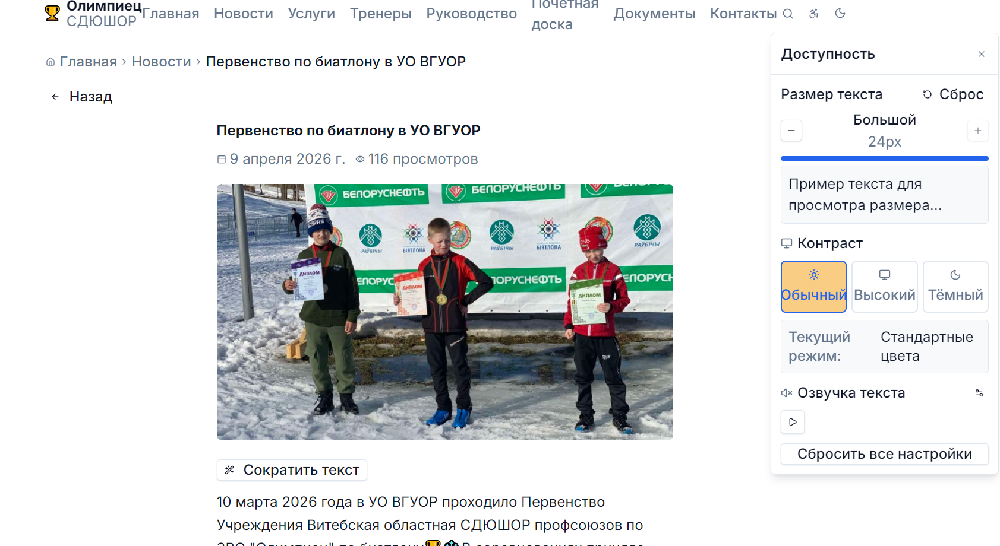 Олимпиец
СДЮШОР
Главная Новости Услуги Тренеры Руководство Почетная доска Документы Контакты
Главная › Новости › Первенство по биатлону в УО ВГУОР
Назад
Первенство по биатлону в УО ВГУОР
9 апреля 2026 г. 116 просмотров
БЕЛОРУСНЕФТЬ БЕЛОРУСНЕФТЬ
РАЎБІЧЫ БІЯТЛОНА РАЎБІЧЫ БІЯТЛОНА РАЎБІЧЫ
ДИПЛОМ ДИПЛОМ ДИПЛОМ
Сократить текст
10 марта 2026 года в УО ВГУОР проходило Первенство
Учреждения Витебская областная СДЮШОР профсоюзов по
Доступность
Размер текста Сброс
Большой
24px
Пример текста для
просмотра размера...
Контраст
Обычный Высокий Тёмный
Текущий режим: Стандартные цвета
Озвучка текста
Сбросить все настройки